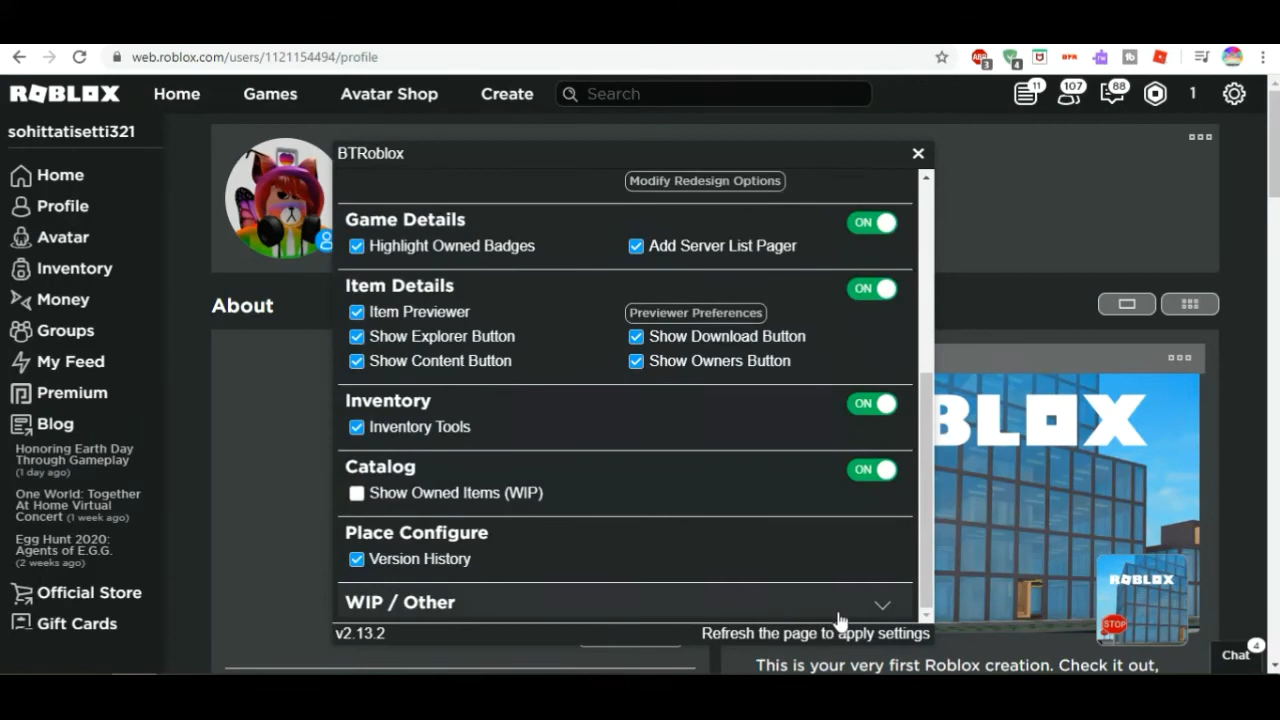 web.roblox.com/users/1121154494/profile
3
4
ROBLOX
Home
Games
Avatar Shop
Create
Search
11
107
88
1
sohittatisetti321
Home
Profile
Avatar
Inventory
Money
Groups
My Feed
Premium
Blog
Honoring Earth Day
Through Gameplay
(1 day ago)
One World: Together
At Home Virtual
Concert (1 week ago)
Egg Hunt 2020:
Agents of E.G.G.
(2 weeks ago)
Official Store
Gift Cards
About
BTRoblox
Modify Redesign Options
Game Details
ON
Highlight Owned Badges
Add Server List Pager
Item Details
ON
Item Previewer
Previewer Preferences
Show Explorer Button
Show Download Button
Show Content Button
Show Owners Button
Inventory
ON
Inventory Tools
Catalog
ON
Show Owned Items (WIP)
Place Configure
Version History
WIP / Other
v2.13.2
Refresh the page to apply settings
BLOX
ROBLOX
STOP
This is your very first Roblox creation. Check it out,
Chat
4